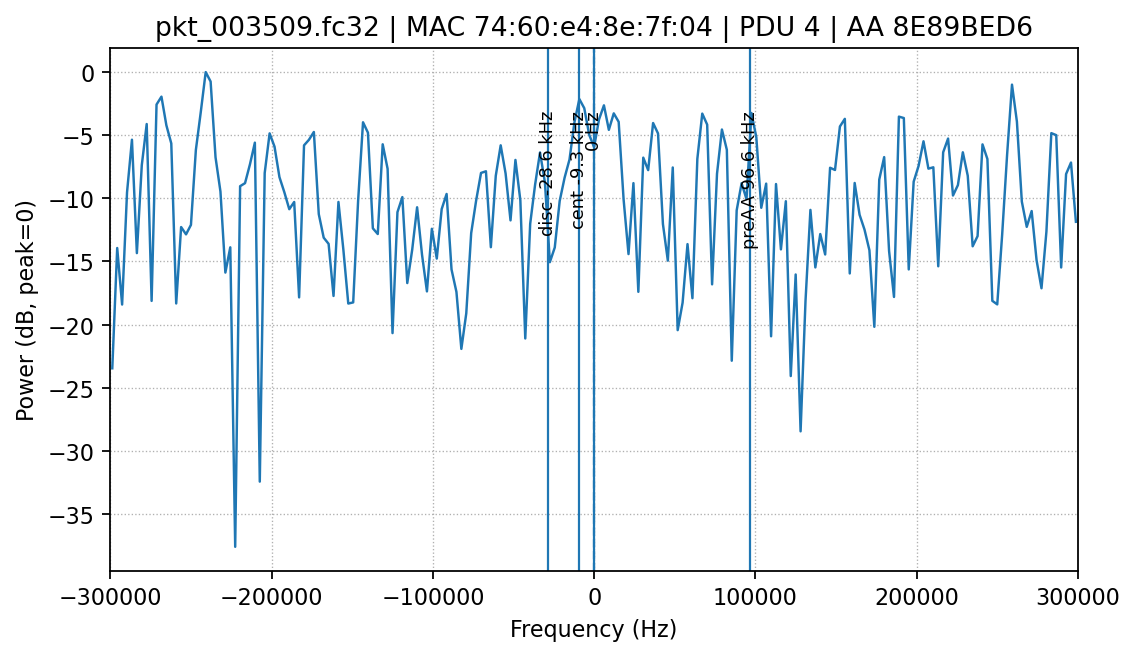 pkt_003509.fc32 | MAC 74:60:e4:8e:7f:04 | PDU 4 | AA 8E89BED6
Power (dB, peak=0)
0
−5
−10
−15
−20
−25
−30
−35
disc -28.6 kHz
cent -9.3 kHz
0 Hz
preAA 96.6 kHz
−300000
−200000
−100000
0
100000
200000
300000
Frequency (Hz)